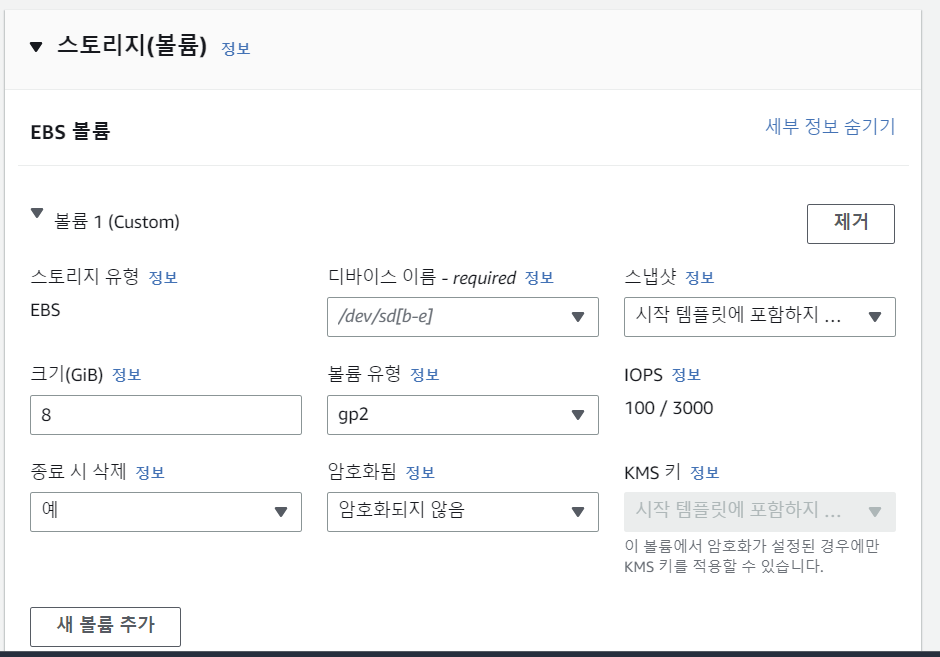 스토리지(볼륨) 정보
EBS 볼륨
세부 정보 숨기기
볼륨 1 (Custom)
제거
스토리지 유형 정보
EBS
디바이스 이름 - required 정보
/dev/sd[b-e]
스냅샷 정보
시작 템플릿에 포함하지 ...
크기(GiB) 정보
8
볼륨 유형 정보
gp2
IOPS 정보
100 / 3000
종료 시 삭제 정보
예
암호화됨 정보
암호화되지 않음
KMS 키 정보
시작 템플릿에 포함하지 ...
이 볼륨에서 암호화가 설정된 경우에만
KMS 키를 적용할 수 있습니다.
새 볼륨 추가